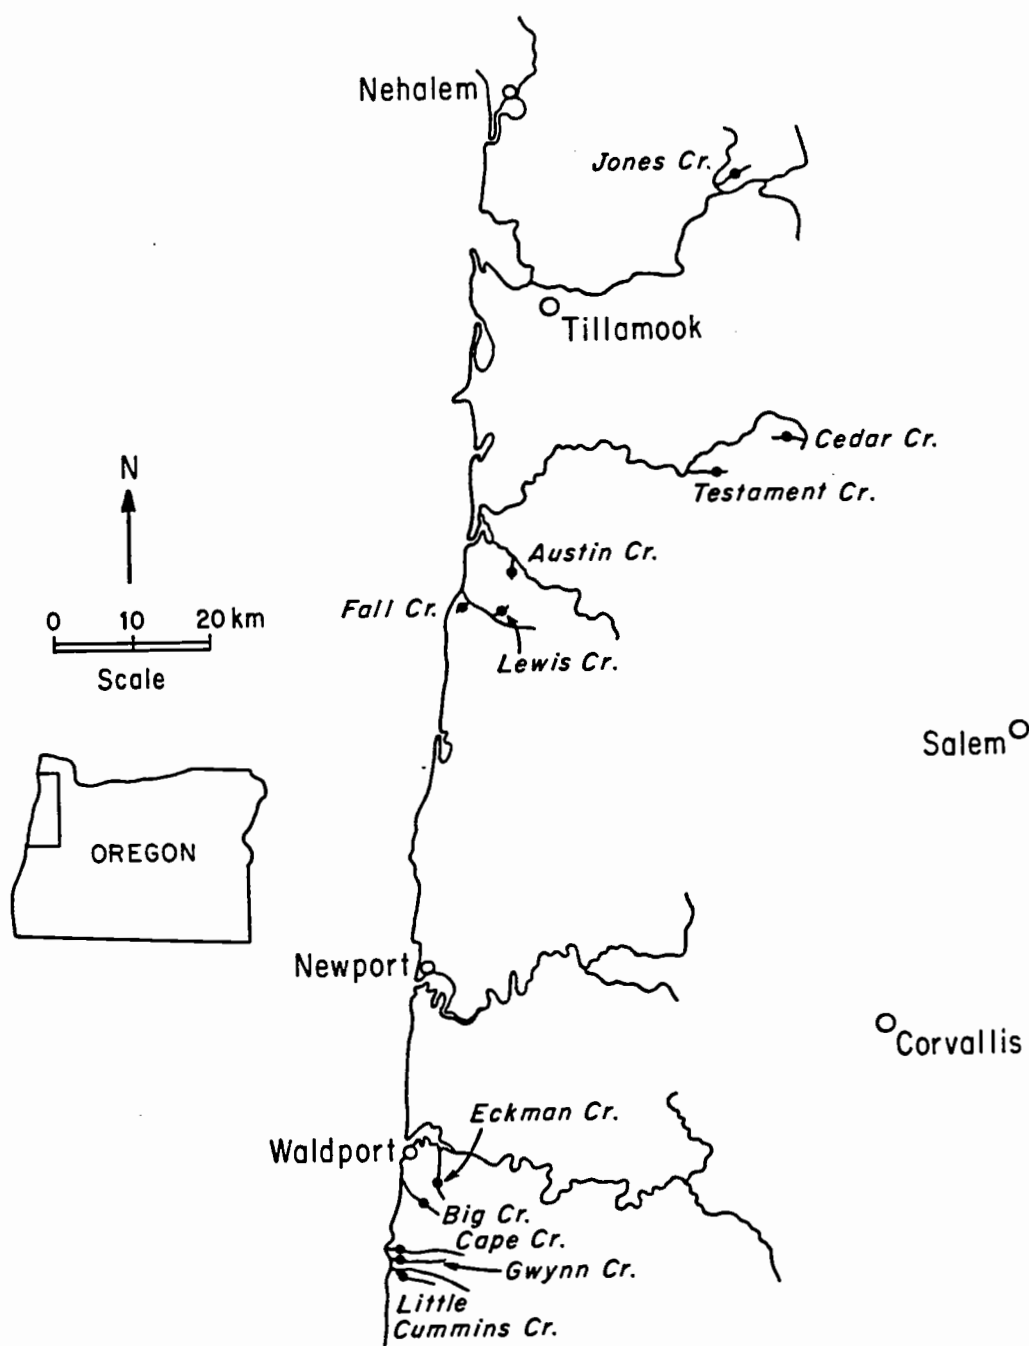 Nehalem
Jones Cr.
Tillamook
Cedar Cr.
Testament Cr.
N
Austin Cr.
Fall Cr.
0 10 20 km
Lewis Cr.
Scale
Salem
OREGON
Newport
Corvallis
Eckman Cr.
Waldport
Big Cr.
Cape Cr.
Gwynn Cr.
Little
Cummins Cr.